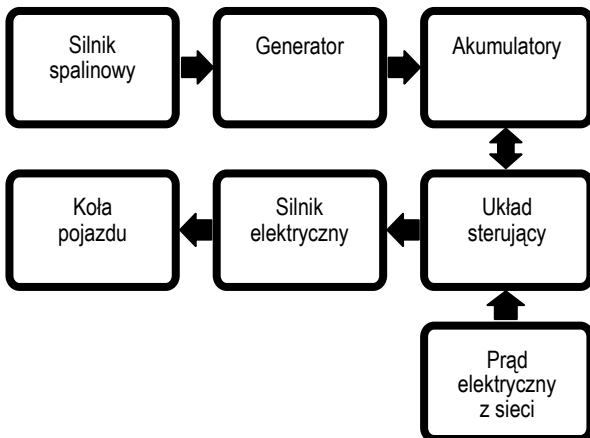 Silnik
spalinowy
Generator
Akumulatory
Koła
pojazdu
Silnik
elektryczny
Układ
sterujący
Prąd
elektryczny
z sieci